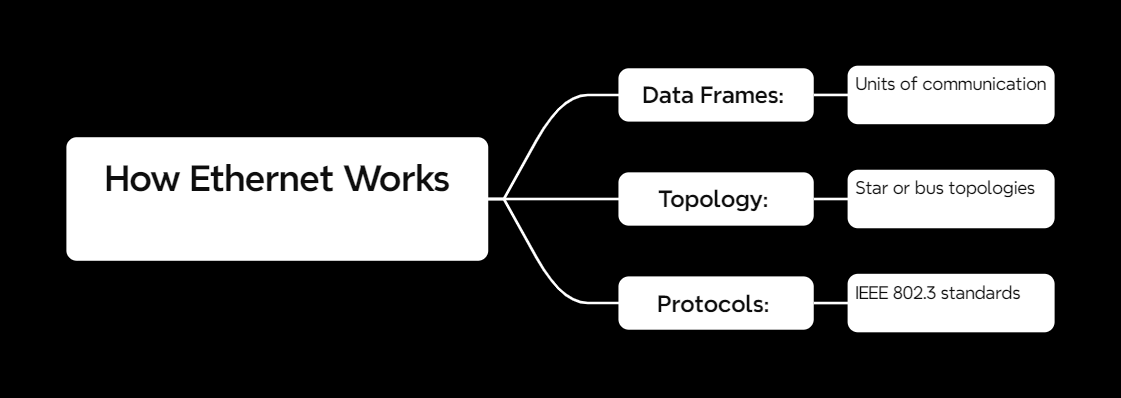 How Ethernet Works
Data Frames:
Units of communication
Topology:
Star or bus topologies
Protocols:
IEEE 802.3 standards